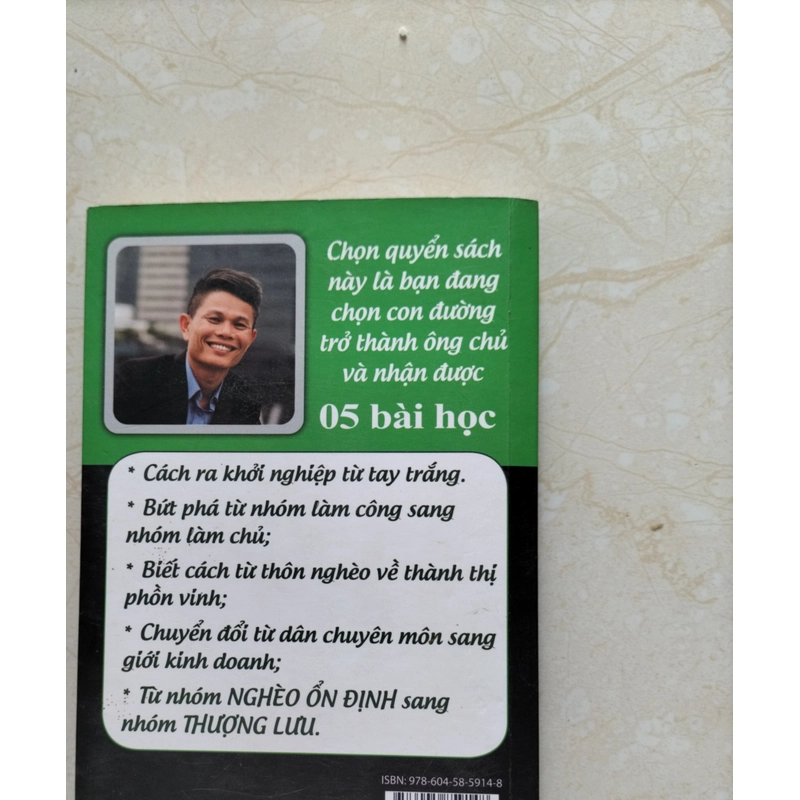 Chọn quyển sách
này là bạn đang
chọn con đường
trở thành ông chủ
và nhận được
05 bài học
* Cách ra khởi nghiệp từ tay trắng.
* Bứt phá từ nhóm làm công sang
nhóm làm chủ;
* Biết cách từ thôn nghèo về thành thị
phồn vinh;
* Chuyển đổi từ dân chuyên môn sang
giới kinh doanh;
* Từ nhóm NGHÈO ỔN ĐỊNH sang
nhóm THƯỢNG LƯU.
ISBN: 978-604-58-5914-8